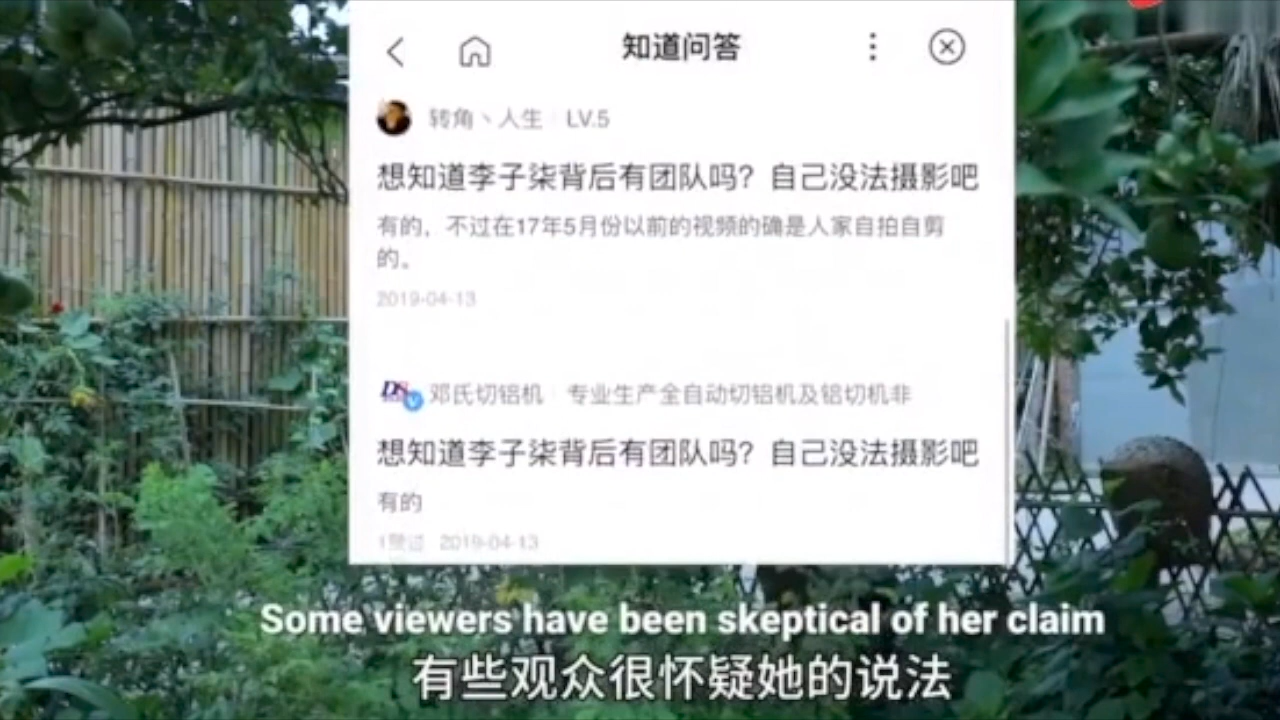 知道问答
转角丶人生 LV.5
想知道李子柒背后有团队吗？自己没法摄影吧
有的，不过在17年5月份以前的视频的确是人家自拍自剪
的。
2019-04-13
邓氏切铝机 专业生产全自动切铝机及铝切机非
想知道李子柒背后有团队吗？自己没法摄影吧
有的
2019-04-13
Some viewers have been skeptical of her claim
有些观众很怀疑她的说法